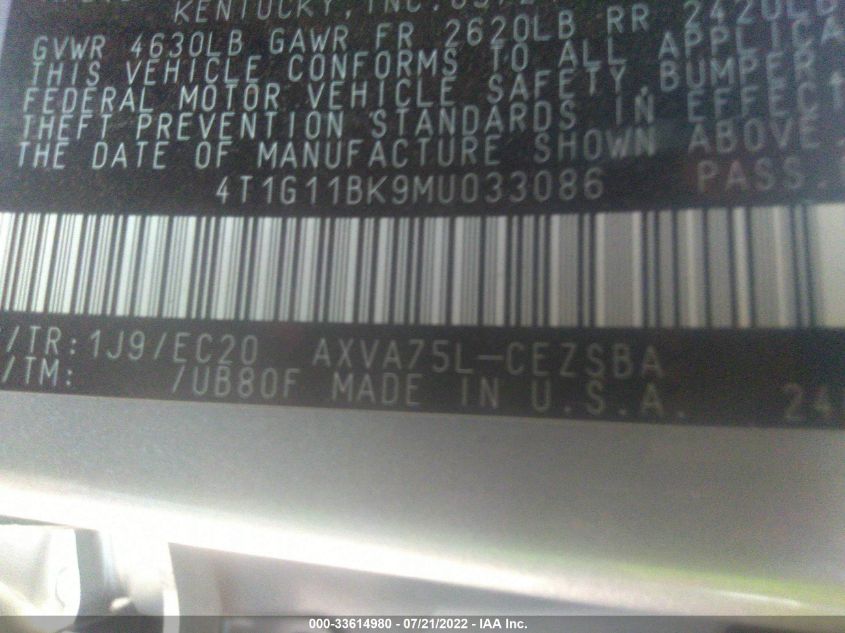 KENTUCKY, INC.
GVWR 4630LB GAWR FR 2620LB RR 2420LB
THIS VEHICLE CONFORMS TO ALL APPLICA
FEDERAL MOTOR VEHICLE SAFETY, BUMPER
THEFT PREVENTION STANDARDS IN EFFECT
THE DATE OF MANUFACTURE SHOWN ABOVE.
4T1G11BK9MU033086 PASS.
/TR: 1J9/EC20 AXVA75L-CEZSBA
/TM: /UB80F MADE IN U.S.A. 24
000-33614980 - 07/21/2022 - IAA Inc.